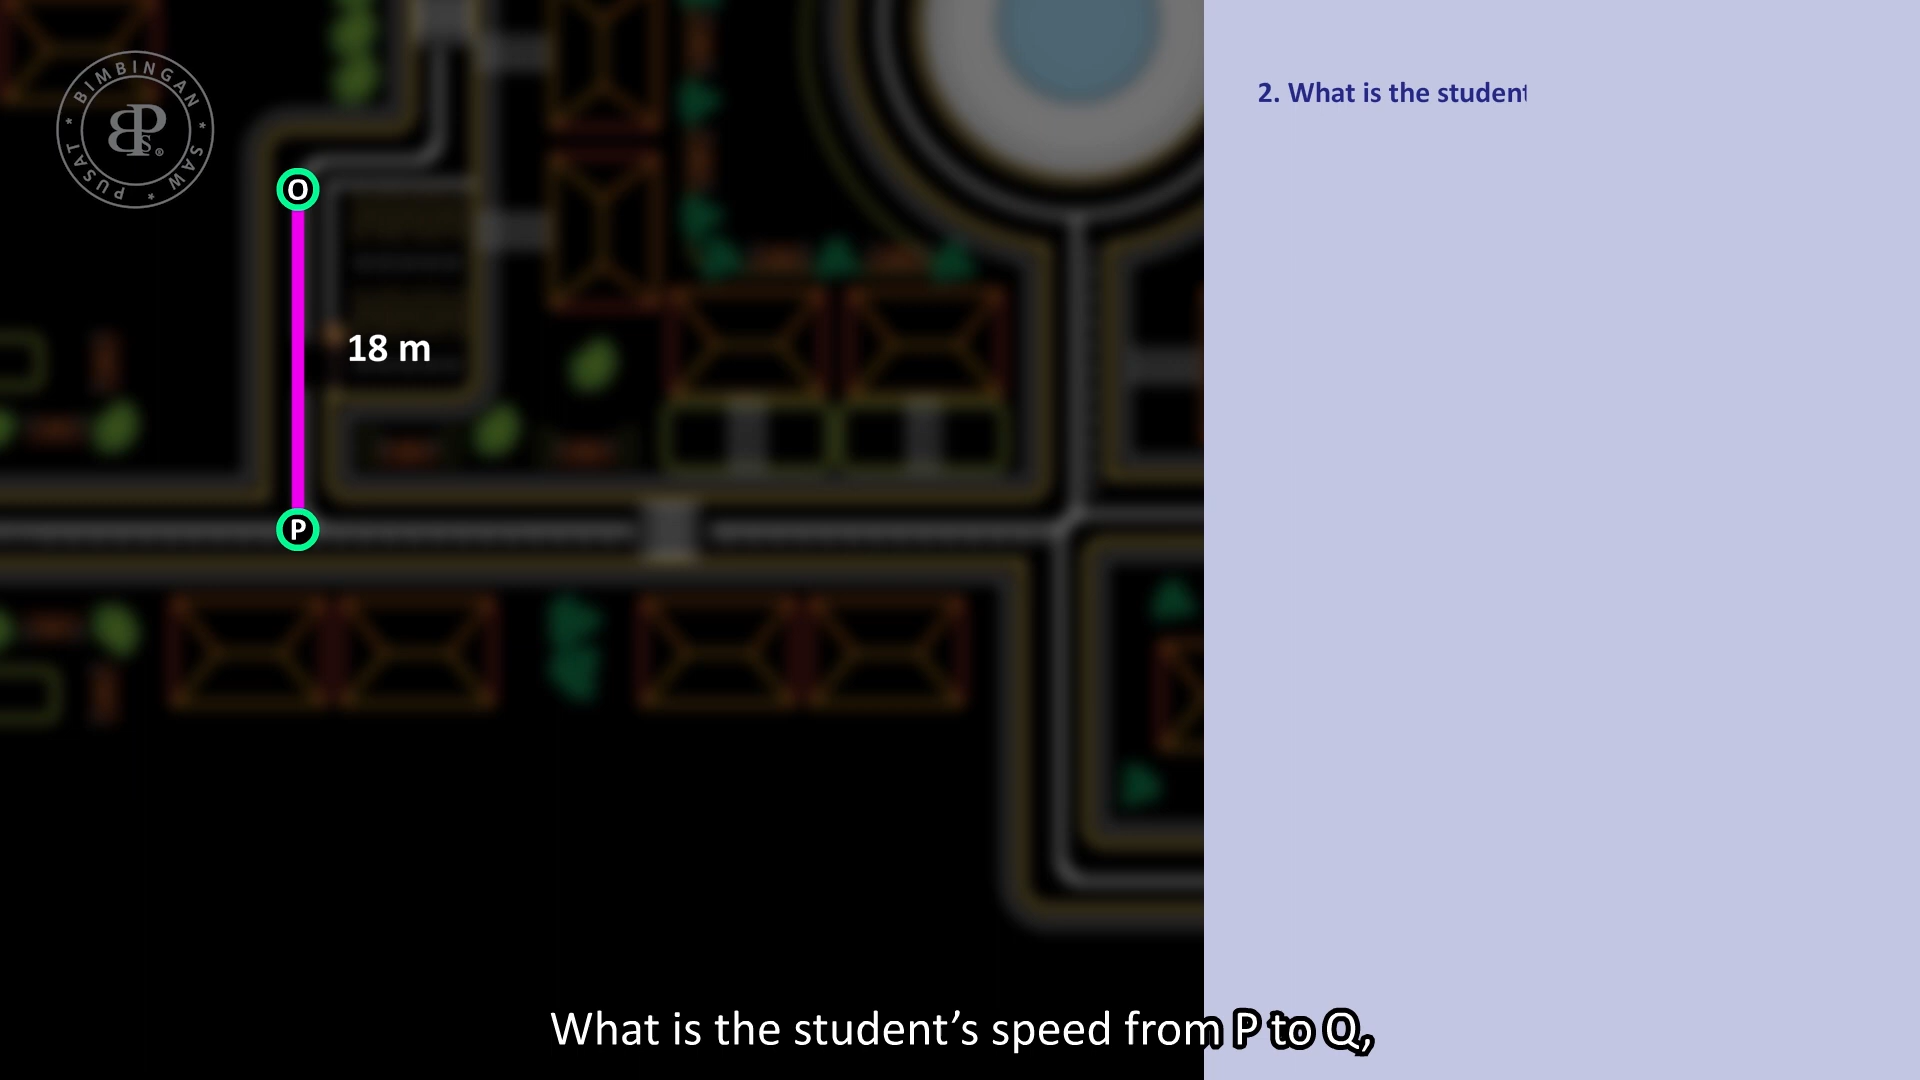 PUSAT * BIMBINGAN * SAW *
BPS®
O
18 m
P
2. What is the student
What is the student’s speed from P to Q,